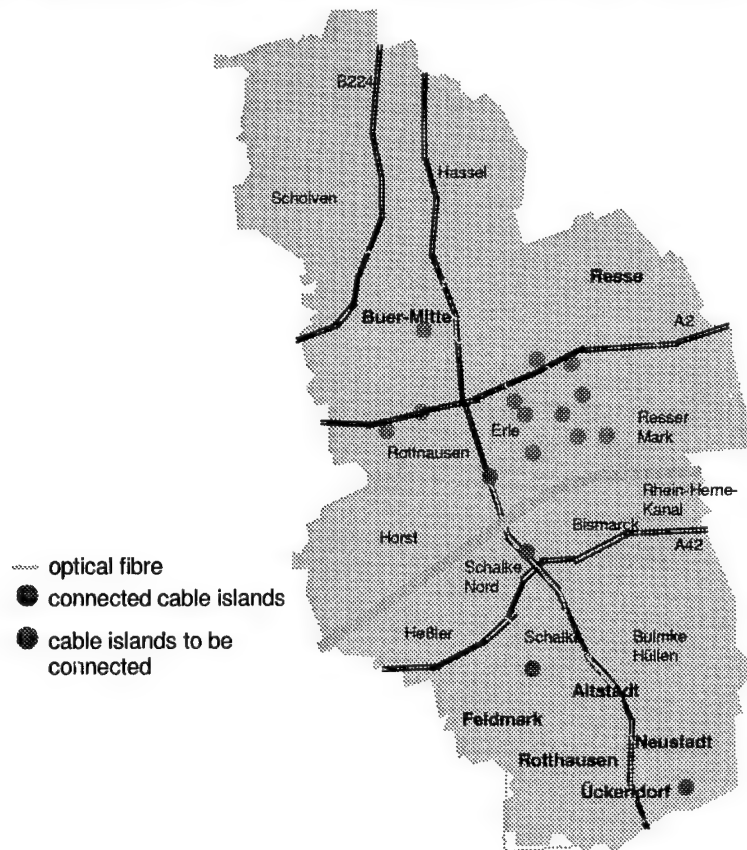 B224
Hassel
Scholven
Resse
Buer-Mitte
A2
Erle
Resser
Mark
Rottnausen
Rhein-Herne-
Kanal
Bismarck
Horst
A42
Schalke
Nord
Heßler
Schalke
Bulmke
Hüllen
Altstadt
Feldmark
Neustadt
Rotthausen
Ückendorf
optical fibre
connected cable islands
cable islands to be
connected